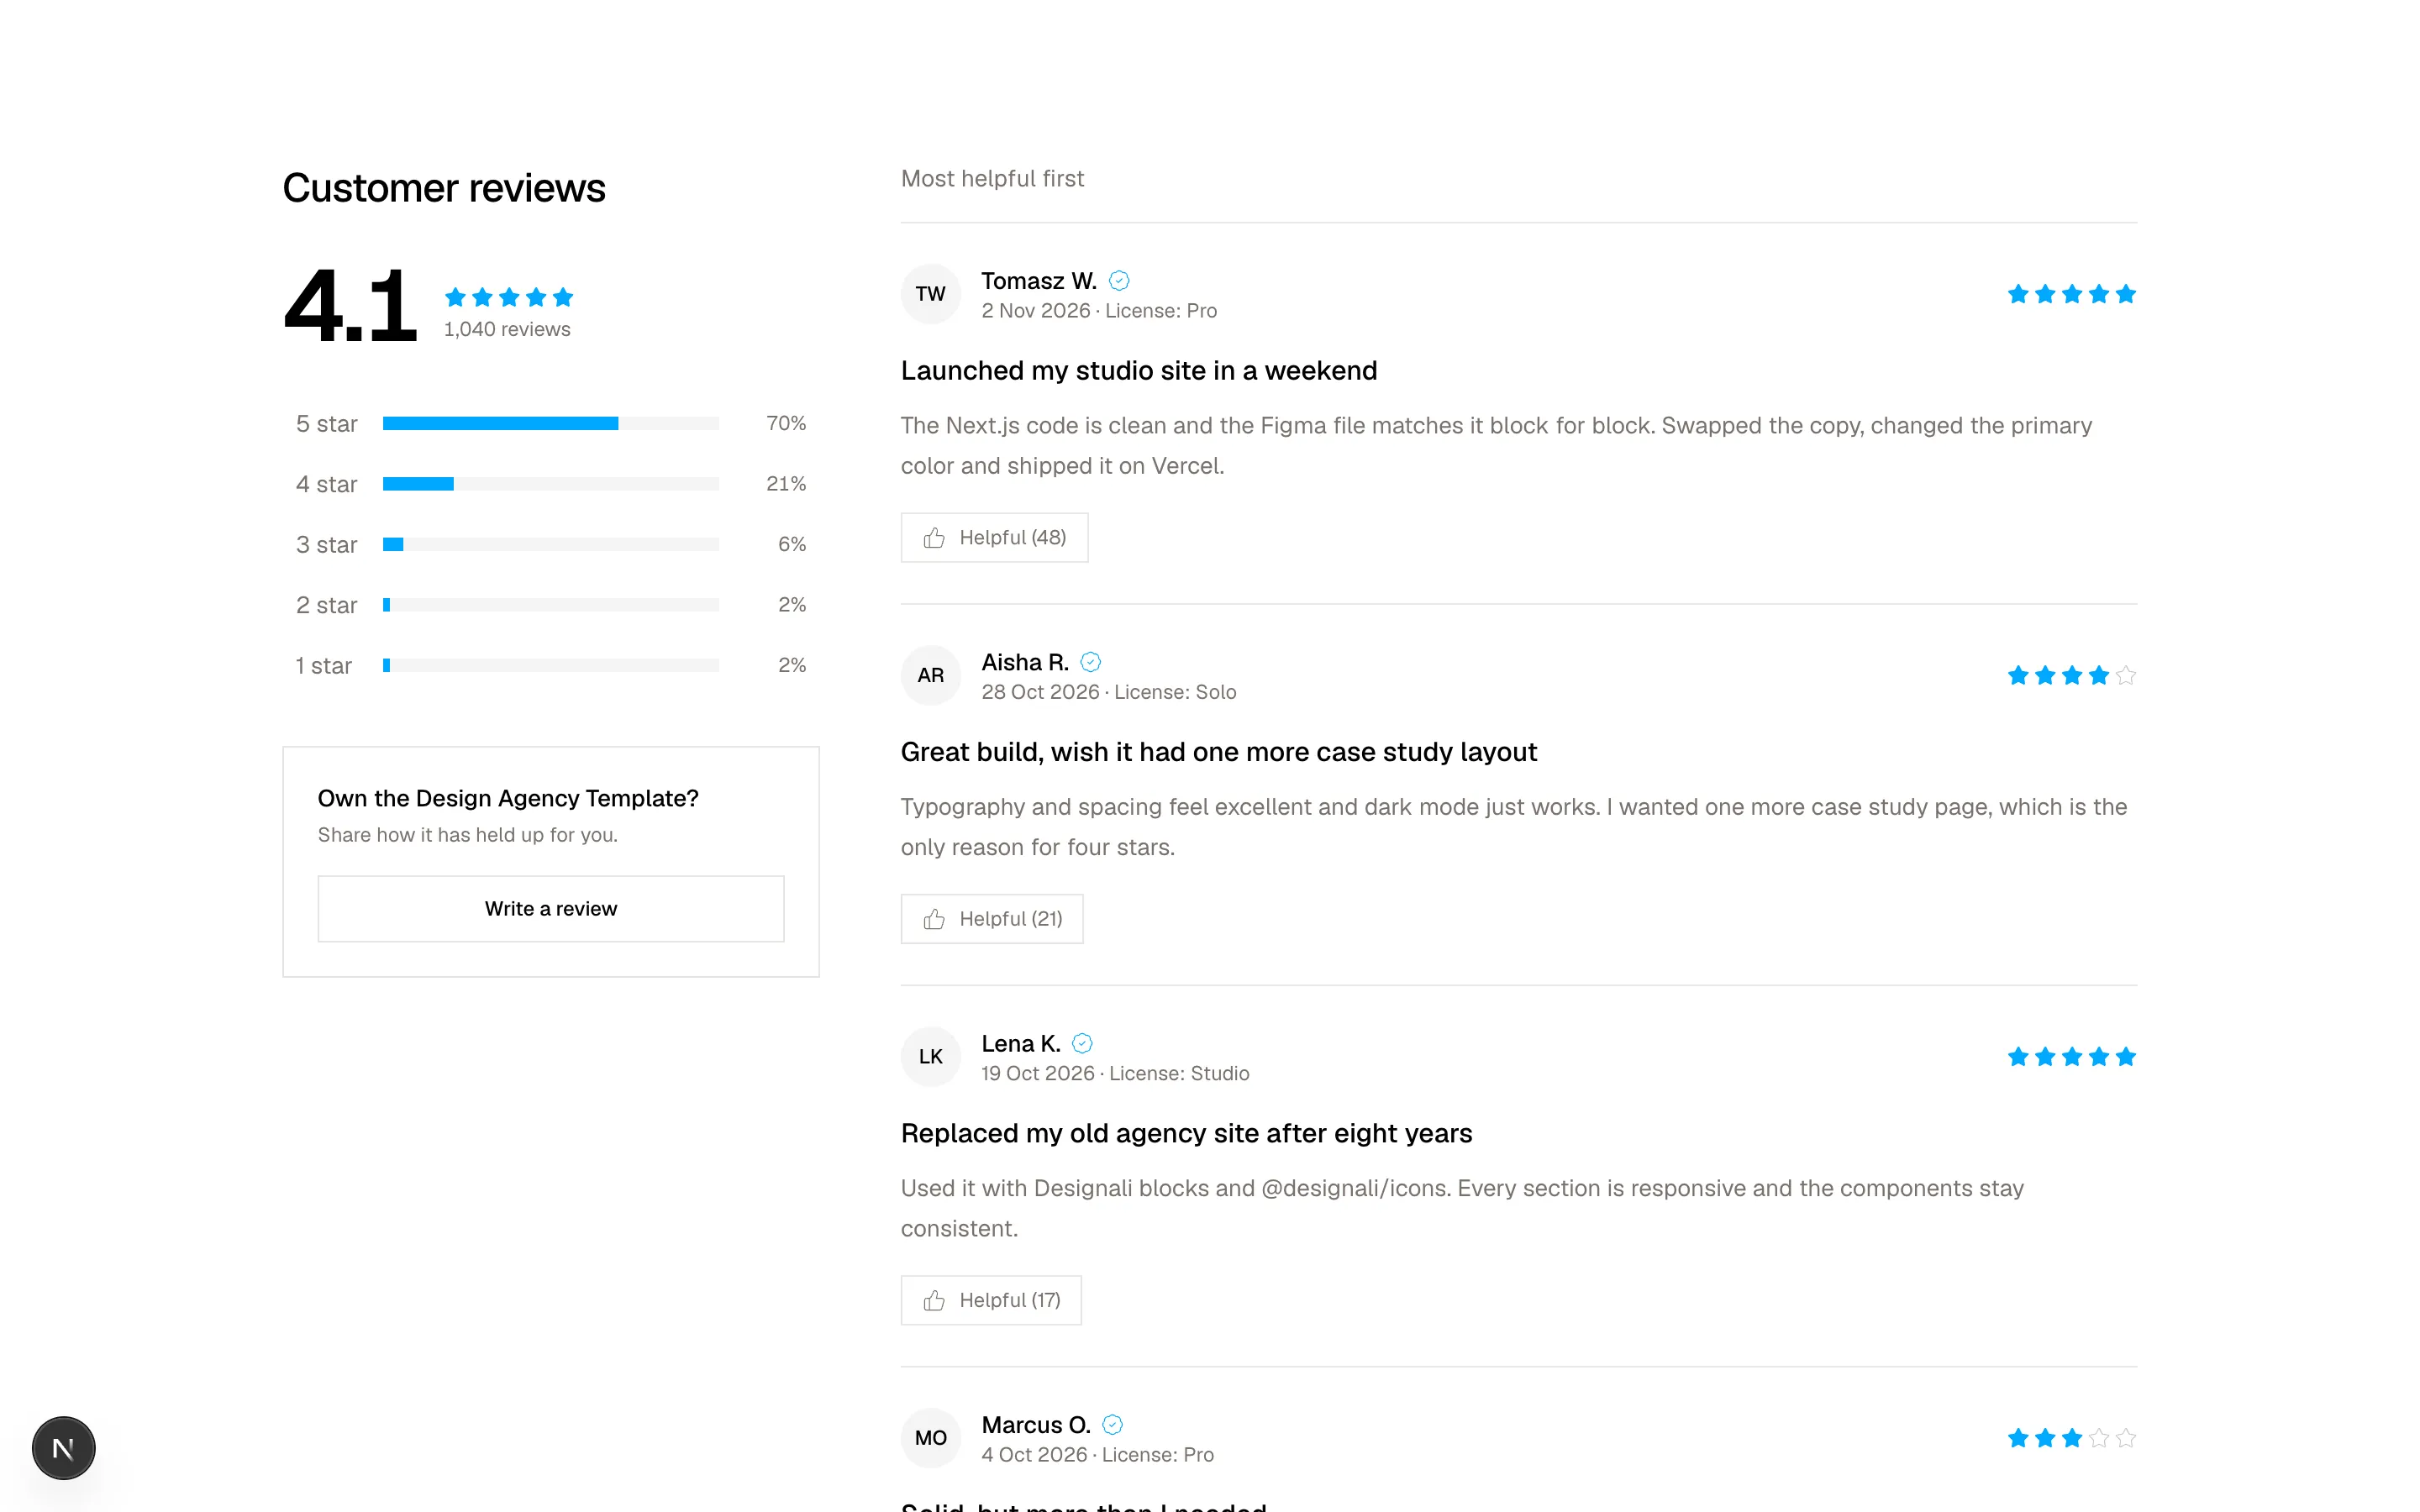 Customer reviews
4.1
1,040 reviews
5 star 70%
4 star 21%
3 star 6%
2 star 2%
1 star 2%
Own the Design Agency Template?
Share how it has held up for you.
Write a review
Most helpful first
TW
Tomasz W.
2 Nov 2026 · License: Pro
Launched my studio site in a weekend
The Next.js code is clean and the Figma file matches it block for block. Swapped the copy, changed the primary
color and shipped it on Vercel.
Helpful (48)
AR
Aisha R.
28 Oct 2026 · License: Solo
Great build, wish it had one more case study layout
Typography and spacing feel excellent and dark mode just works. I wanted one more case study page, which is the
only reason for four stars.
Helpful (21)
LK
Lena K.
19 Oct 2026 · License: Studio
Replaced my old agency site after eight years
Used it with Designali blocks and @designali/icons. Every section is responsive and the components stay
consistent.
Helpful (17)
MO
Marcus O.
4 Oct 2026 · License: Pro
Solid, but more than I needed
N